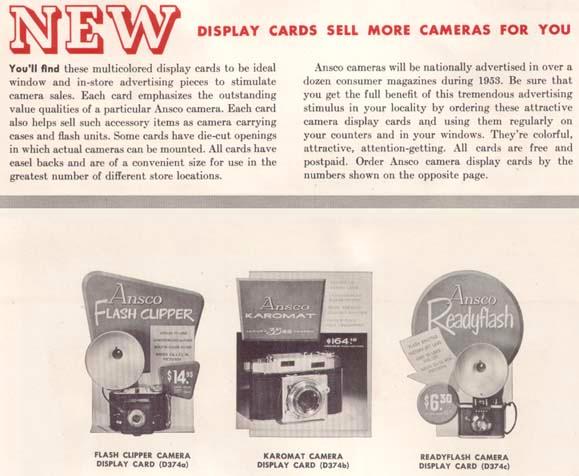 NEW DISPLAY CARDS SELL MORE CAMERAS FOR YOU
You'll find these multicolored display cards to be ideal
window and in-store advertising pieces to stimulate
camera sales. Each card emphasizes the outstanding
value qualities of a particular Ansco camera. Each card
also helps sell such accessory items as camera carrying
cases and flash units. Some cards have die-cut openings
in which actual cameras can be mounted. All cards have
easel backs and are of a convenient size for use in the
greatest number of different store locations.
Ansco cameras will be nationally advertised in over a
dozen consumer magazines during 1953. Be sure that
you get the full benefit of this tremendous advertising
stimulus in your locality by ordering these attractive
camera display cards and using them regularly on
your counters and in your windows. They're colorful,
attractive, attention-getting. All cards are free and
postpaid. Order Ansco camera display cards by the
numbers shown on the opposite page.
Ansco
FLASH CLIPPER
$14.95
FLASH CLIPPER CAMERA
DISPLAY CARD (D374a)
Ansco
KAROMAT
35
$164.50
KAROMAT CAMERA
DISPLAY CARD (D374b)
Ansco
Readyflash
$6.30
READYFLASH CAMERA
DISPLAY CARD (D374c)